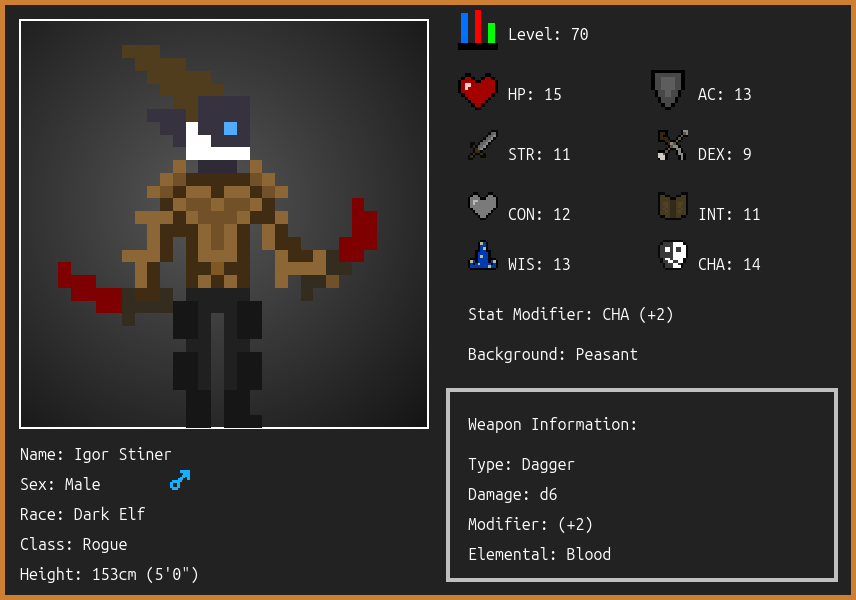 Level: 70
HP: 15
AC: 13
STR: 11
DEX: 9
CON: 12
INT: 11
WIS: 13
CHA: 14
Stat Modifier: CHA (+2)
Background: Peasant
Weapon Information:
Type: Dagger
Damage: d6
Modifier: (+2)
Elemental: Blood
Name: Igor Stiner
Sex: Male
Race: Dark Elf
Class: Rogue
Height: 153cm (5'0")